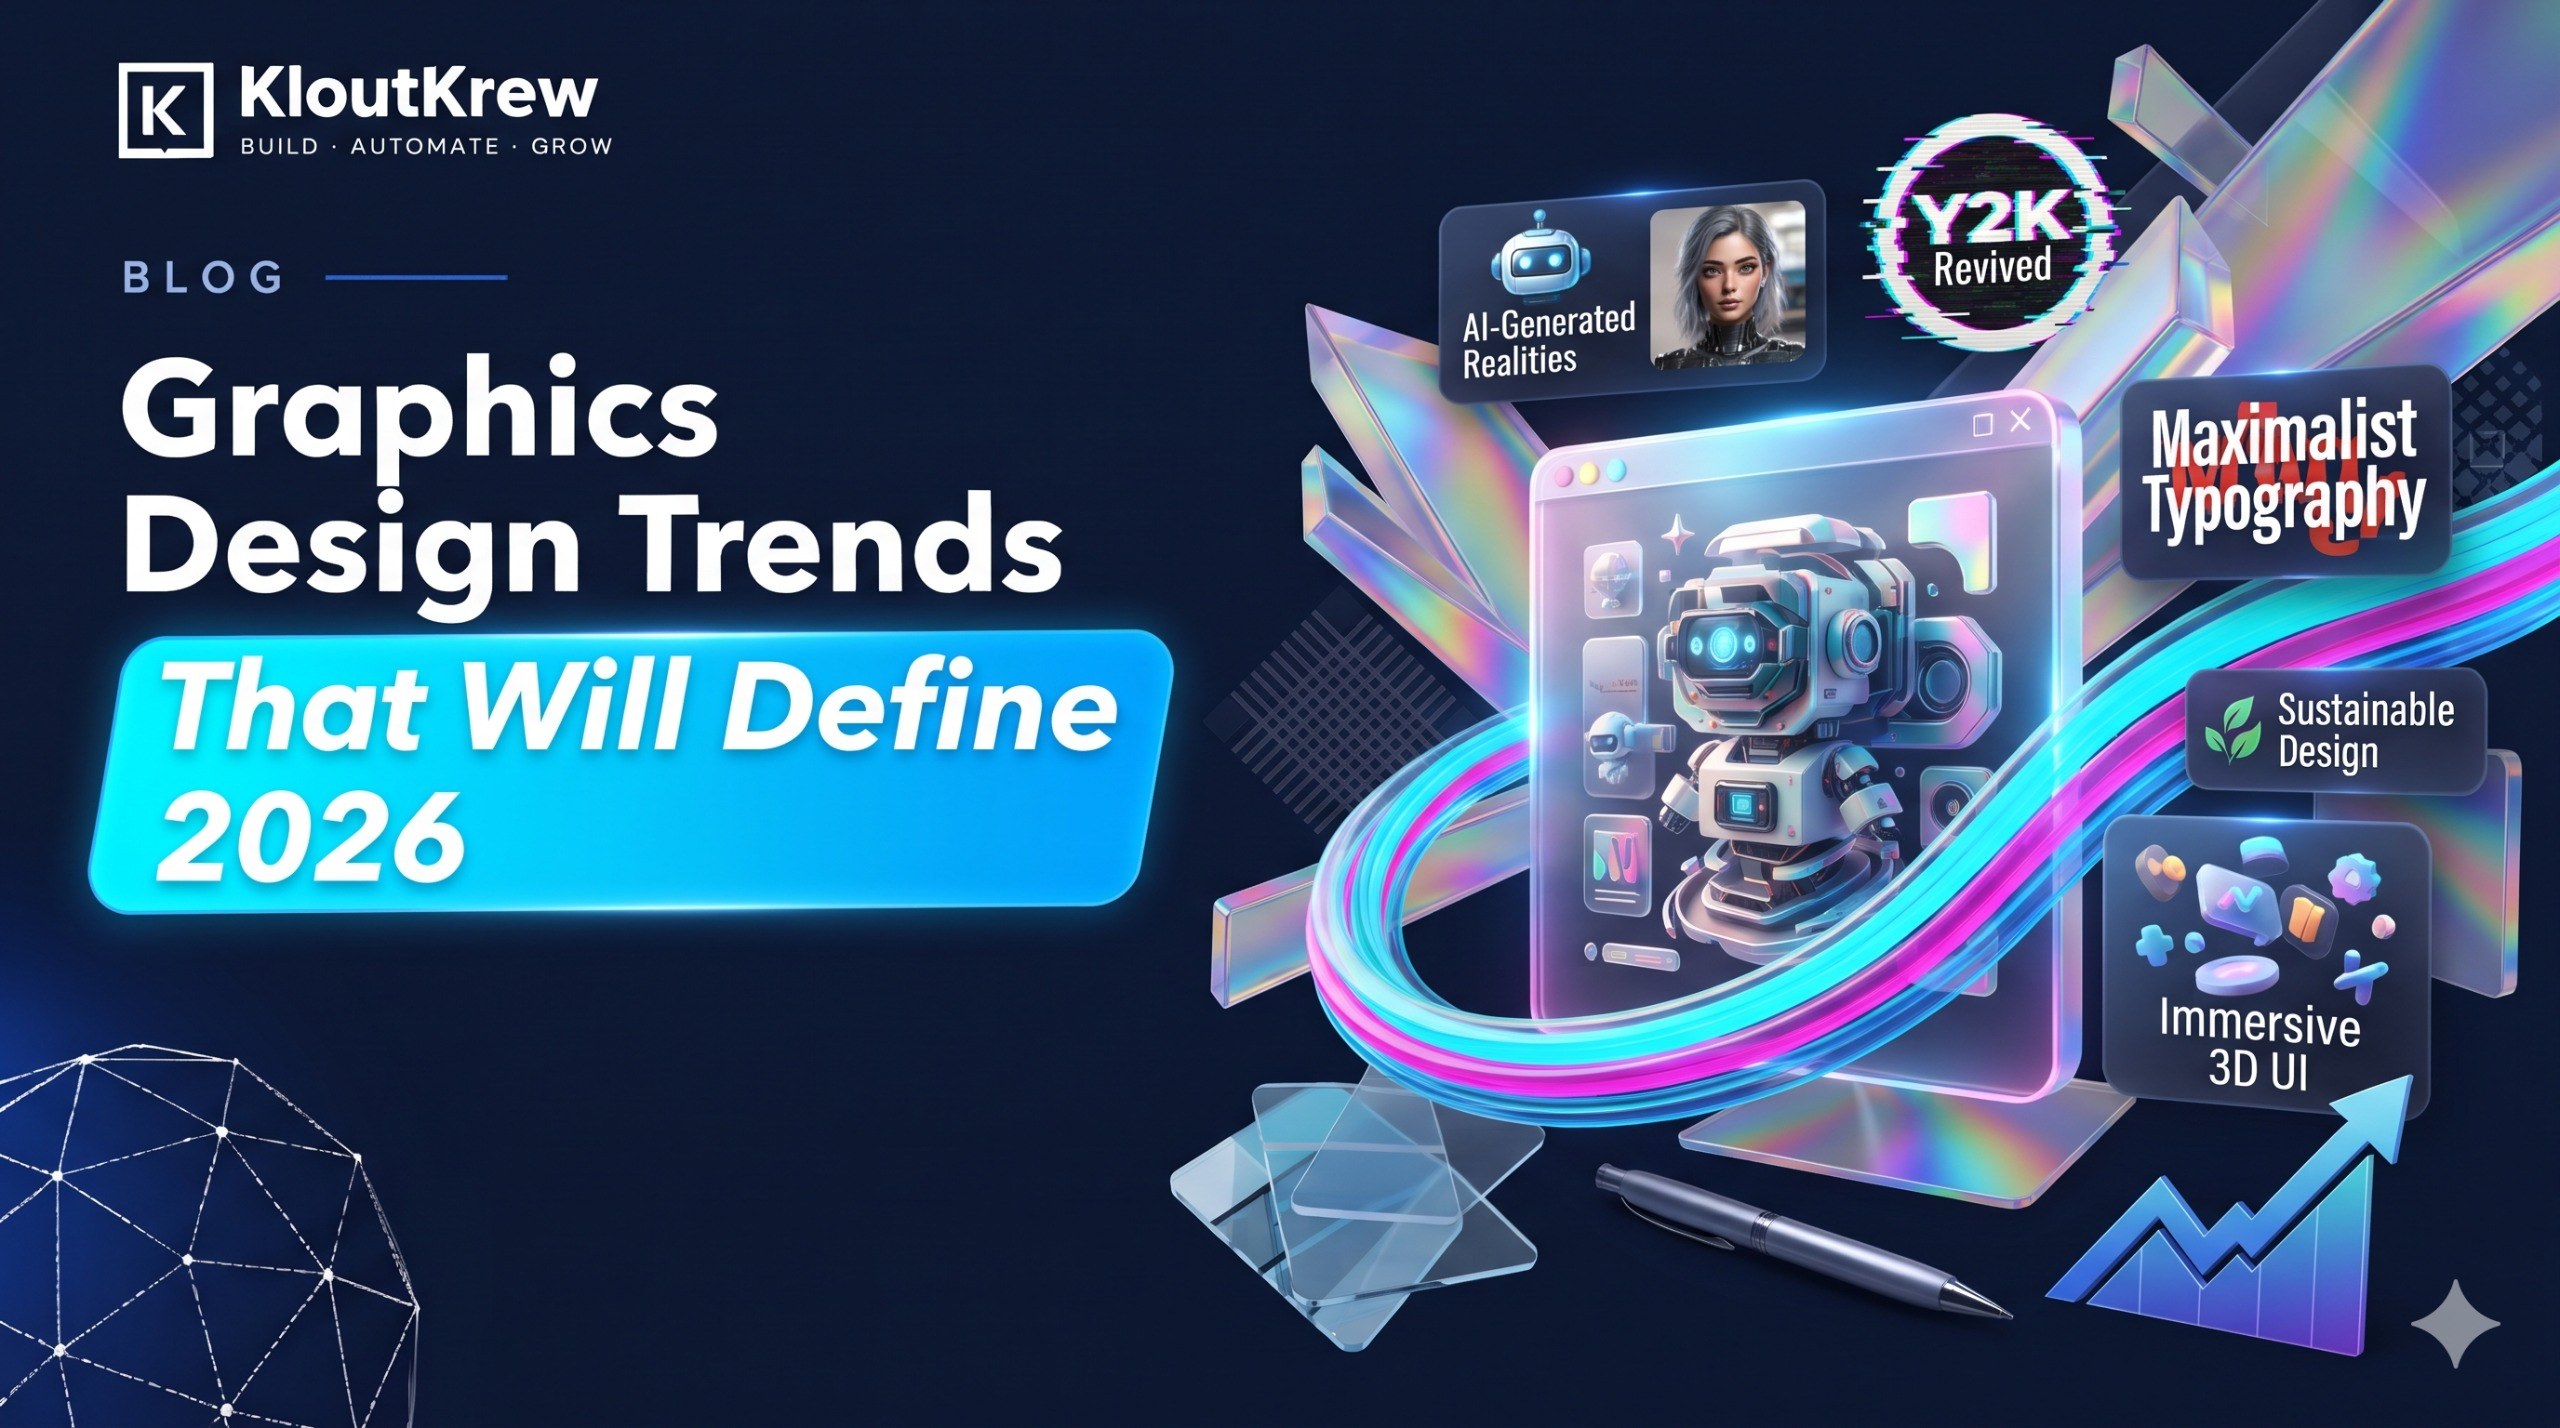 K
KloutKrew
BUILD · AUTOMATE · GROW
BLOG
Graphics
Design Trends
That Will Define
2026
AI-Generated
Realities
Y2K
Revived
Maximalist
Typography
Sustainable
Design
Immersive
3D UI